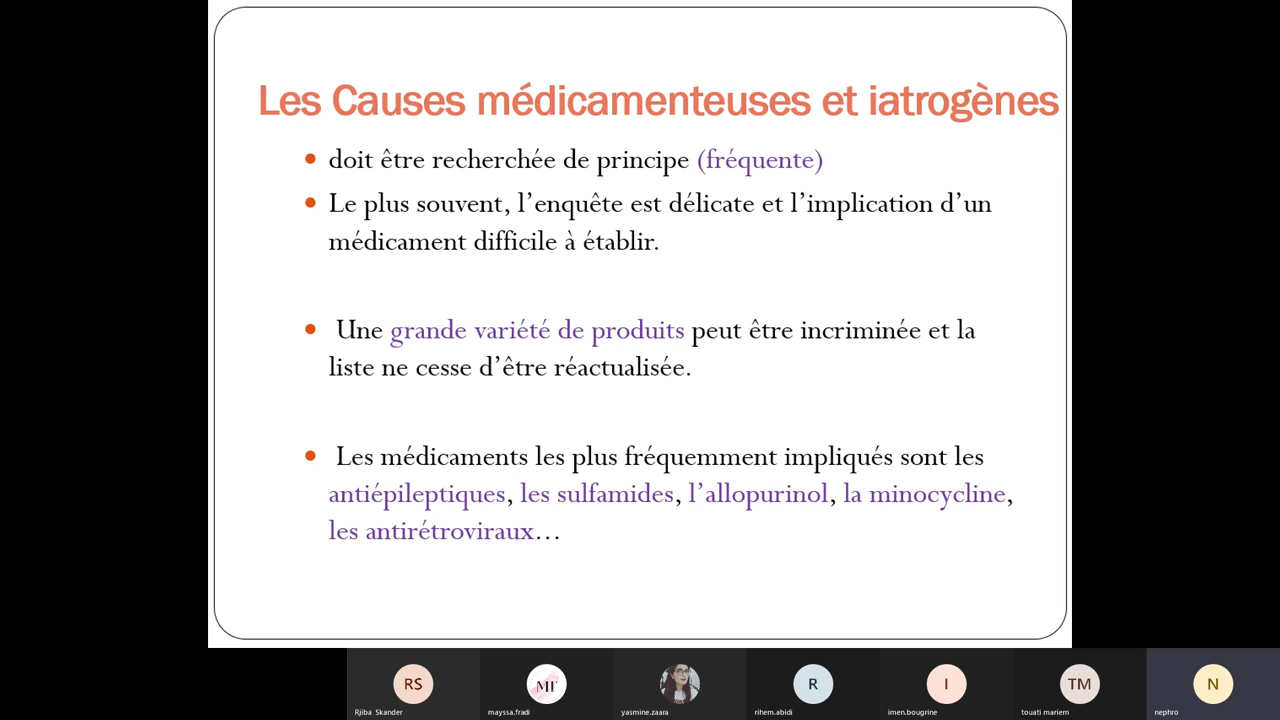 Les Causes médicamenteuses et iatrogènes
• doit être recherchée de principe (fréquente)
• Le plus souvent, l’enquête est délicate et l’implication d’un
médicament difficile à établir.
• Une grande variété de produits peut être incriminée et la
liste ne cesse d’être réactualisée.
• Les médicaments les plus fréquemment impliqués sont les
antiépileptiques, les sulfamides, l’allopurinol, la minocycline,
les antirétroviraux…
RS MF R I TM N
Rjiba Skander mayssa.fradi yasmine.zaara rihem.abidi imen.bougrine touati mariem nephro